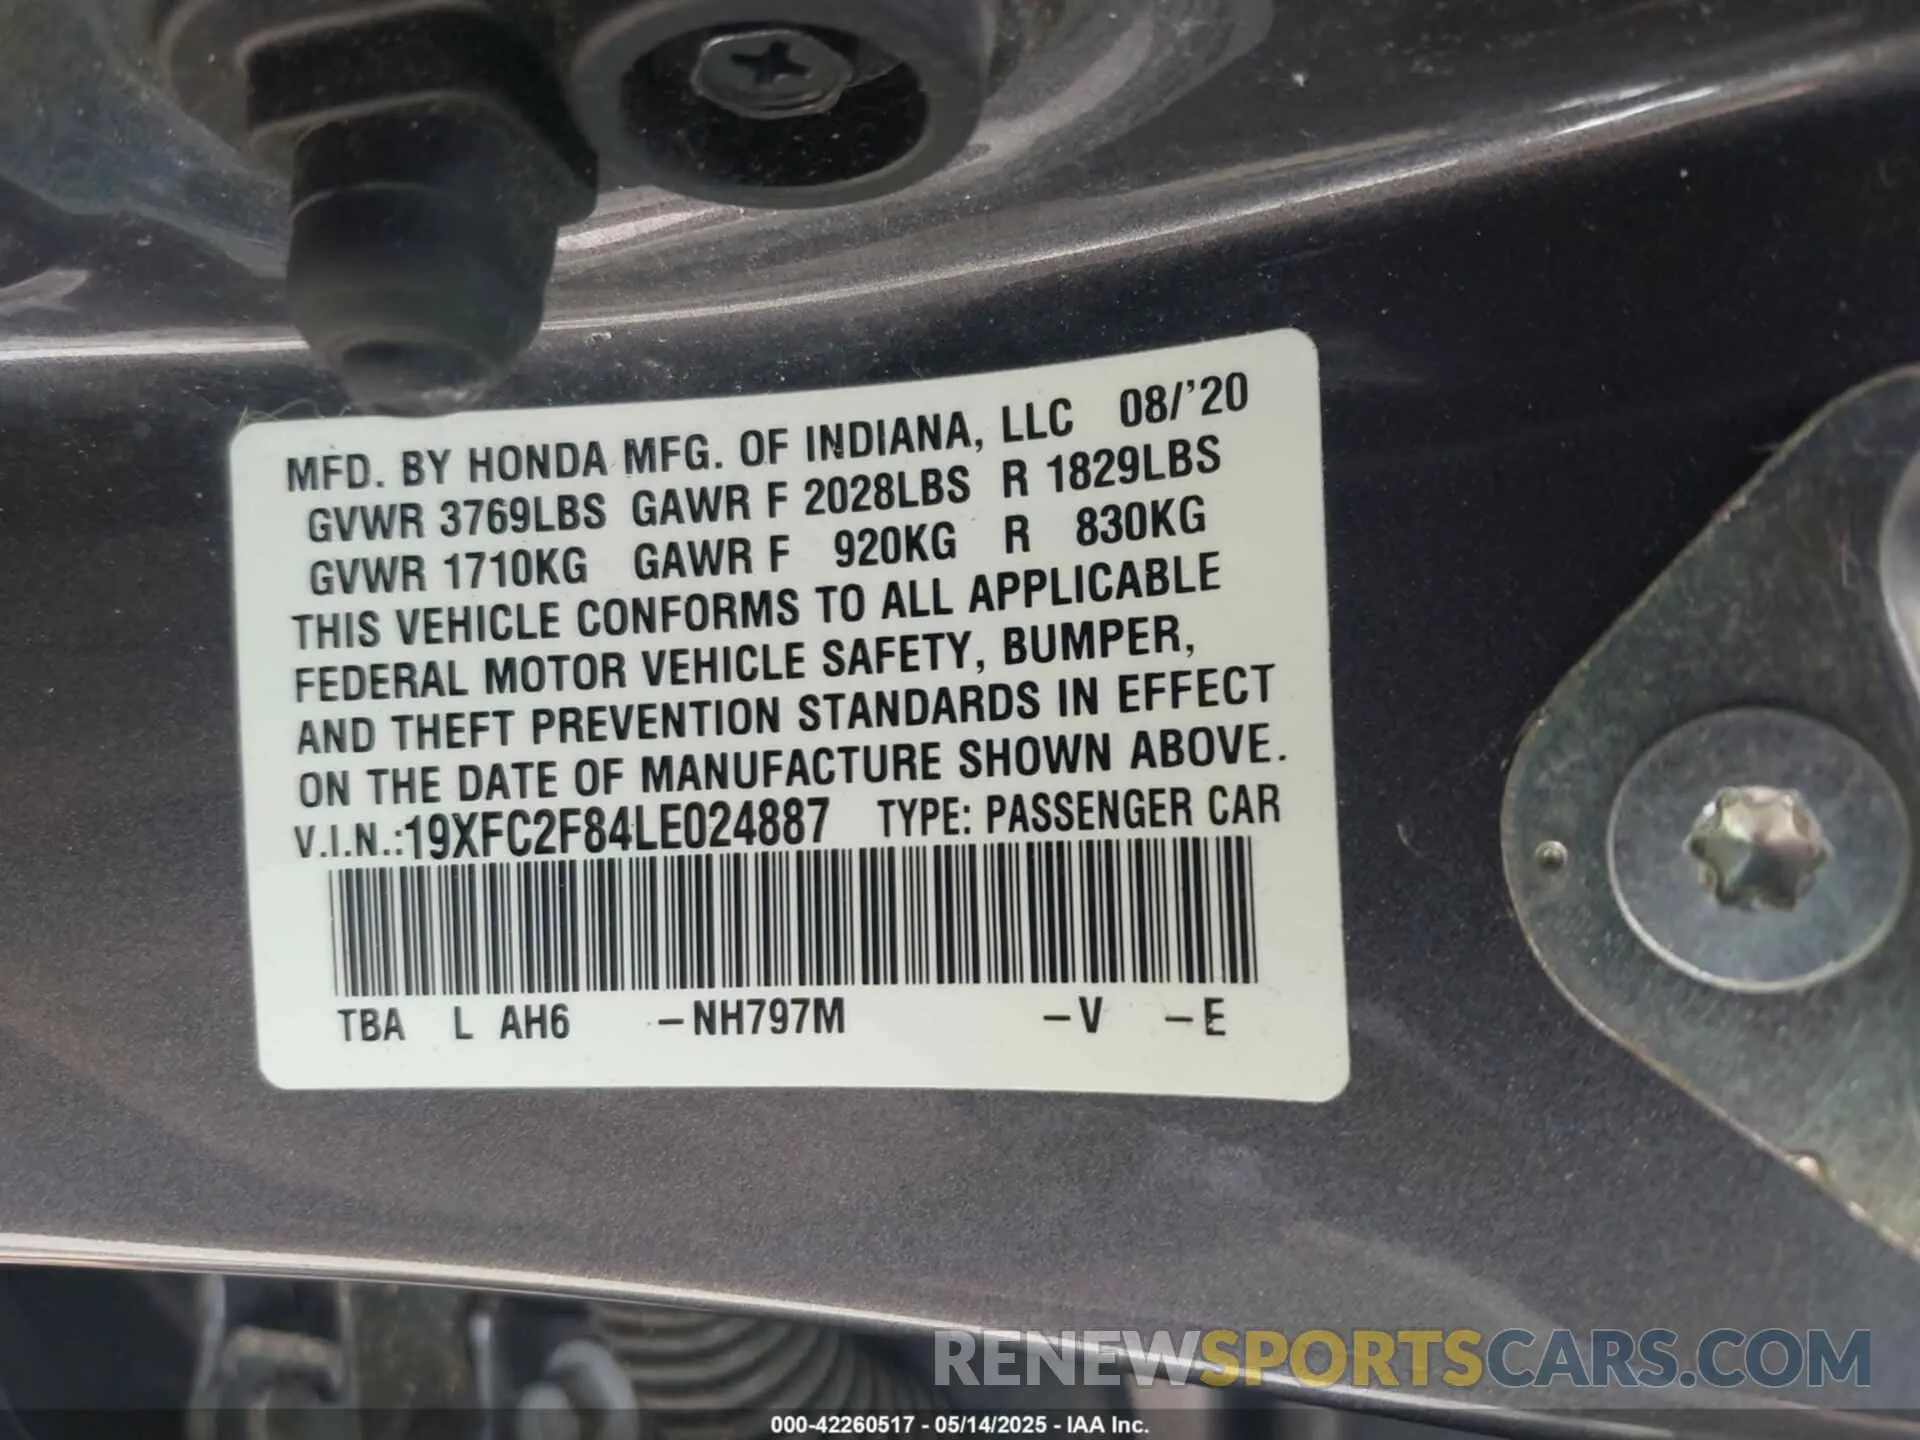 MFD. BY HONDA MFG. OF INDIANA, LLC 08/'20
GVWR 3769LBS GAWR F 2028LBS R 1829LBS
GVWR 1710KG GAWR F 920KG R 830KG
THIS VEHICLE CONFORMS TO ALL APPLICABLE
FEDERAL MOTOR VEHICLE SAFETY, BUMPER,
AND THEFT PREVENTION STANDARDS IN EFFECT
ON THE DATE OF MANUFACTURE SHOWN ABOVE.
V.I.N.:19XFC2F84LE024887 TYPE: PASSENGER CAR
TBA L AH6 -NH797M -V -E
RENEWSPORTSCARS.COM
000-42260517 - 05/14/2025 - IAA Inc.